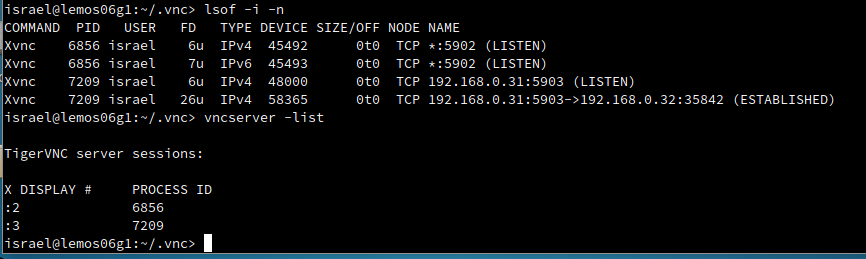 israel@lemos06g1:~/.vnc> lsof -i -n
COMMAND  PID   USER   FD   TYPE DEVICE SIZE/OFF NODE NAME
Xvnc    6856 israel    6u  IPv4  45492      0t0  TCP *:5902 (LISTEN)
Xvnc    6856 israel    7u  IPv6  45493      0t0  TCP *:5902 (LISTEN)
Xvnc    7209 israel    6u  IPv4  48000      0t0  TCP 192.168.0.31:5903 (LISTEN)
Xvnc    7209 israel   26u  IPv4  58365      0t0  TCP 192.168.0.31:5903->192.168.0.32:35842 (ESTABLISHED)
israel@lemos06g1:~/.vnc> vncserver -list
TigerVNC server sessions:
X DISPLAY #     PROCESS ID
:2              6856
:3              7209
israel@lemos06g1:~/.vnc>